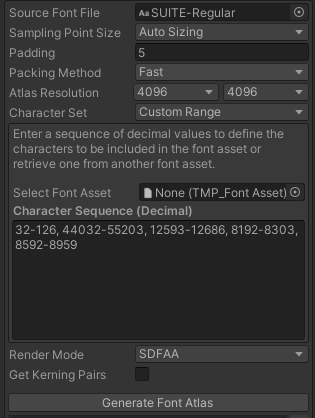 Source Font File Aa SUITE-Regular
Sampling Point Size Auto Sizing
Padding 5
Packing Method Fast
Atlas Resolution 4096 4096
Character Set Custom Range
Enter a sequence of decimal values to define the
characters to be included in the font asset or
retrieve one from another font asset.
Select Font Asset None (TMP_Font Asset)
Character Sequence (Decimal)
32-126, 44032-55203, 12593-12686, 8192-8303,
8592-8959
Render Mode SDFAA
Get Kerning Pairs
Generate Font Atlas